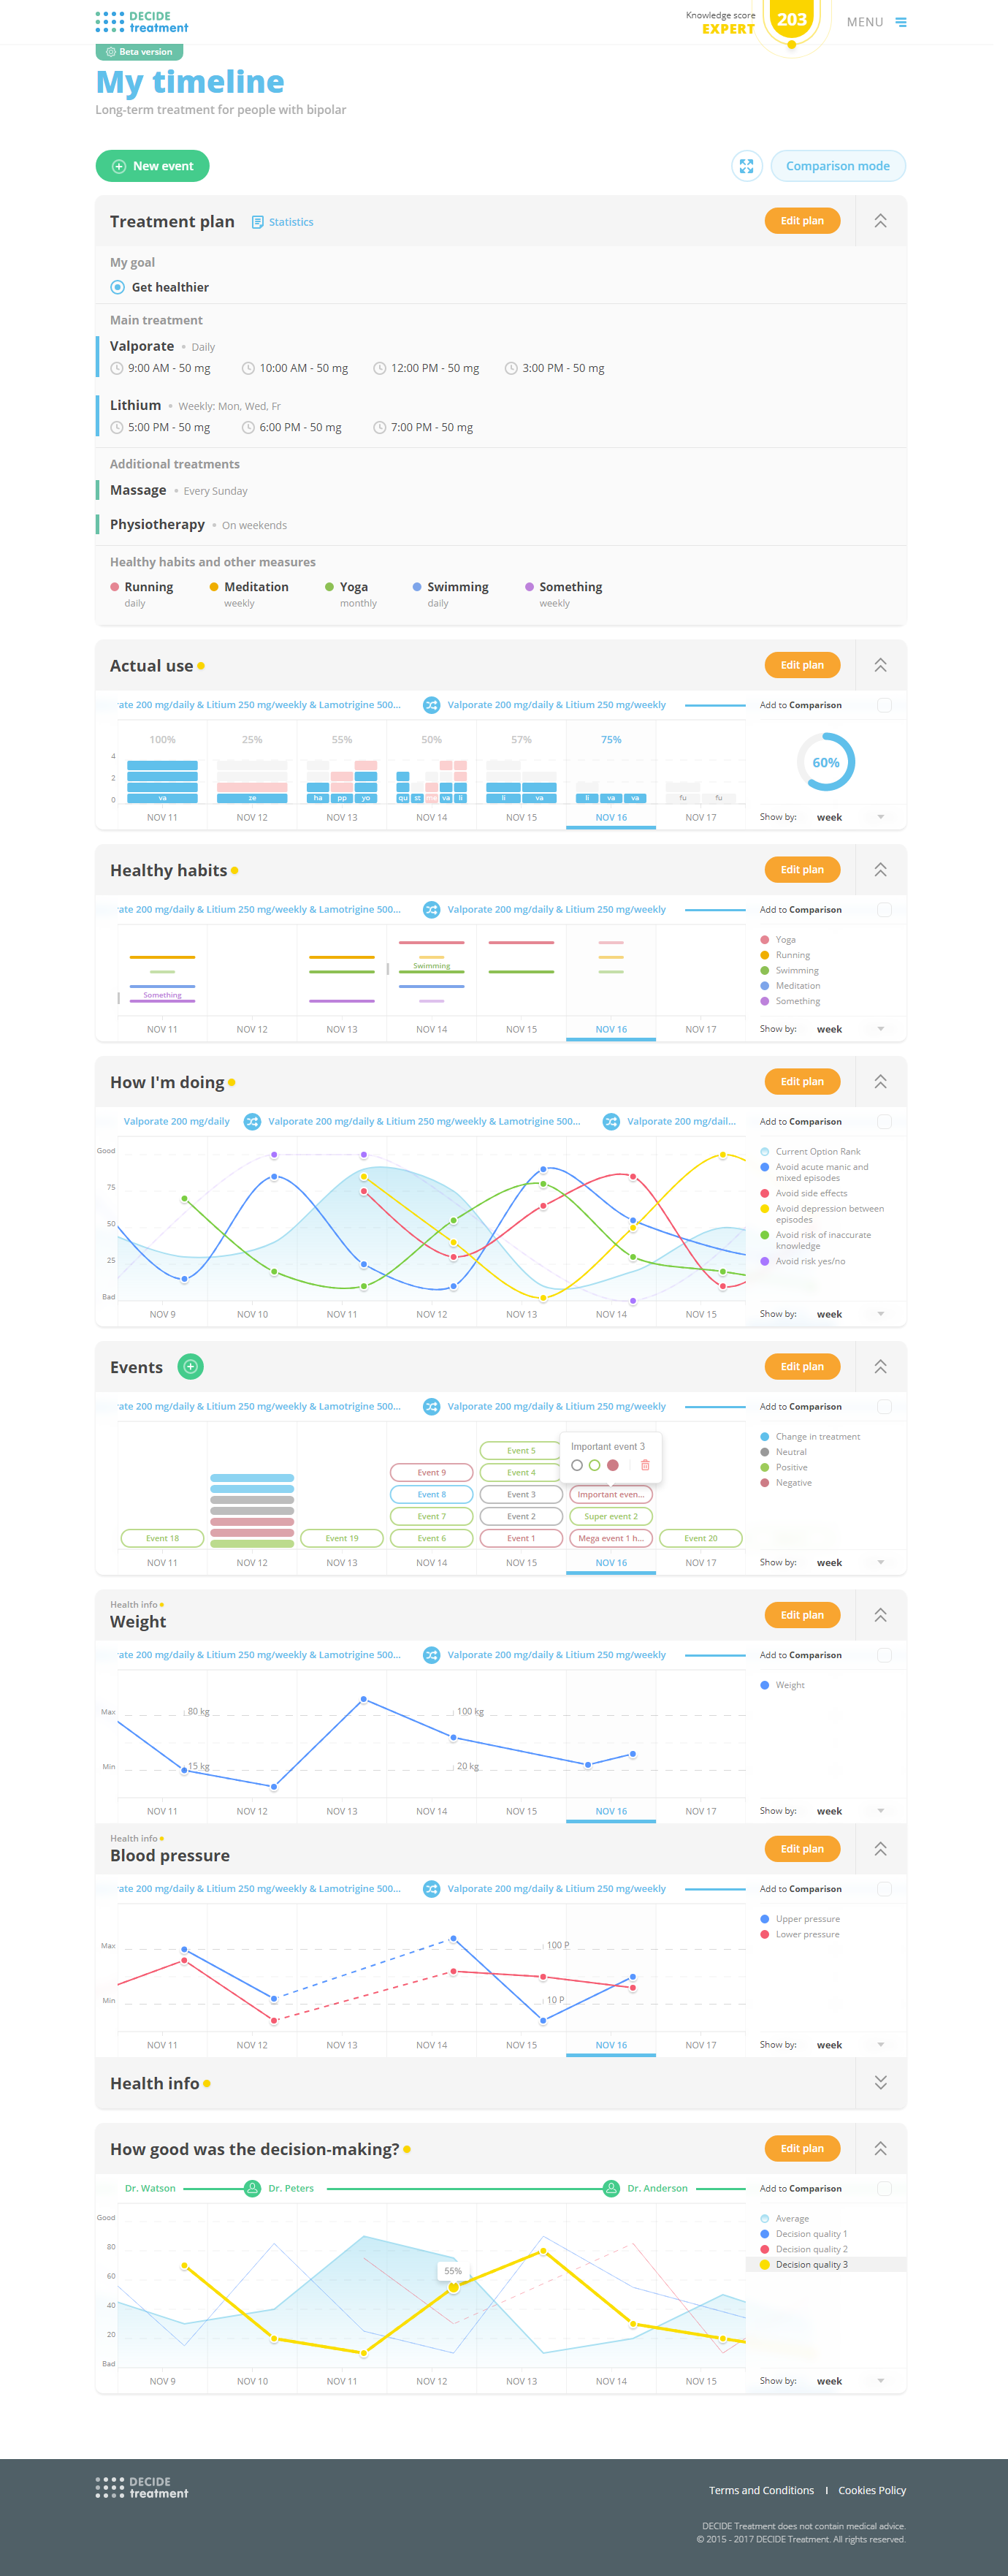 DECIDE
treatment
Knowledge score
EXPERT
203
MENU
Beta version
My timeline
Long-term treatment for people with bipolar
New event
Comparison mode
Treatment plan
Statistics
Edit plan
My goal
Get healthier
Main treatment
Valporate • Daily
9:00 AM - 50 mg 10:00 AM - 50 mg 12:00 PM - 50 mg 3:00 PM - 50 mg
Lithium • Weekly: Mon, Wed, Fr
5:00 PM - 50 mg 6:00 PM - 50 mg 7:00 PM - 50 mg
Additional treatments
Massage • Every Sunday
Physiotherapy • On weekends
Healthy habits and other measures
Running Meditation Yoga Swimming Something
daily weekly monthly daily weekly
Actual use
Edit plan
rate 200 mg/daily & Litium 250 mg/weekly & Lamotrigine 500... Valporate 200 mg/daily & Litium 250 mg/weekly
Add to Comparison
100% 25% 55% 50% 57% 75%
4
2
0
va ze ha pp yo qu st va li li va li va va fu fu
60%
NOV 11 NOV 12 NOV 13 NOV 14 NOV 15 NOV 16 NOV 17
Show by: week
Healthy habits
Edit plan
rate 200 mg/daily & Litium 250 mg/weekly & Lamotrigine 500... Valporate 200 mg/daily & Litium 250 mg/weekly
Add to Comparison
Swimming
Something
Yoga
Running
Swimming
Meditation
Something
NOV 11 NOV 12 NOV 13 NOV 14 NOV 15 NOV 16 NOV 17
Show by: week
How I'm doing
Edit plan
Valporate 200 mg/daily Valporate 200 mg/daily & Litium 250 mg/weekly & Lamotrigine 500... Valporate 200 mg/dail...
Add to Comparison
Good
75
50
25
Bad
Current Option Rank
Avoid acute manic and
mixed episodes
Avoid side effects
Avoid depression between
episodes
Avoid risk of inaccurate
knowledge
Avoid risk yes/no
NOV 9 NOV 10 NOV 11 NOV 12 NOV 13 NOV 14 NOV 15
Show by: week
Events
Edit plan
rate 200 mg/daily & Litium 250 mg/weekly & Lamotrigine 500... Valporate 200 mg/daily & Litium 250 mg/weekly
Add to Comparison
Important event 3
Event 5
Event 9 Event 4
Event 8 Event 3 Important even...
Event 7 Event 2 Super event 2
Event 18 Event 19 Event 6 Event 1 Mega event 1 h... Event 20
Change in treatment
Neutral
Positive
Negative
NOV 11 NOV 12 NOV 13 NOV 14 NOV 15 NOV 16 NOV 17
Show by: week
Health info
Weight
Edit plan
rate 200 mg/daily & Litium 250 mg/weekly & Lamotrigine 500... Valporate 200 mg/daily & Litium 250 mg/weekly
Add to Comparison
Weight
Max 80 kg 100 kg
Min 15 kg 20 kg
NOV 11 NOV 12 NOV 13 NOV 14 NOV 15 NOV 16 NOV 17
Show by: week
Health info
Blood pressure
Edit plan
rate 200 mg/daily & Litium 250 mg/weekly & Lamotrigine 500... Valporate 200 mg/daily & Litium 250 mg/weekly
Add to Comparison
Upper pressure
Lower pressure
Max 100 P
Min 10 P
NOV 11 NOV 12 NOV 13 NOV 14 NOV 15 NOV 16 NOV 17
Show by: week
Health info
How good was the decision-making?
Edit plan
Dr. Watson Dr. Peters Dr. Anderson
Add to Comparison
Good
80
60
40
20
Bad
55%
Average
Decision quality 1
Decision quality 2
Decision quality 3
NOV 9 NOV 10 NOV 11 NOV 12 NOV 13 NOV 14 NOV 15
Show by: week
DECIDE
treatment
Terms and Conditions | Cookies Policy
DECIDE Treatment does not contain medical advice.
© 2015 - 2017 DECIDE Treatment. All rights reserved.